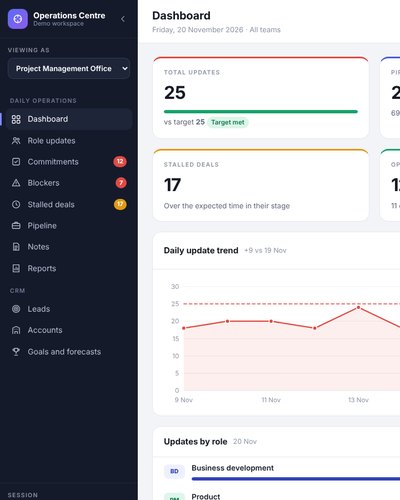 Operations Centre
Demo workspace
VIEWING AS
Project Management Office
DAILY OPERATIONS
Dashboard
Role updates
Commitments 12
Blockers 7
Stalled deals 17
Pipeline
Notes
Reports
CRM
Leads
Accounts
Goals and forecasts
SESSION
Dashboard
Friday, 20 November 2026 · All teams
TOTAL UPDATES
25
vs target 25 Target met
STALLED DEALS
17
Over the expected time in their stage
Daily update trend +9 vs 19 Nov
30
25
20
15
10
5
0
9 Nov 11 Nov 13 Nov
Updates by role 20 Nov
BD Business development
Product